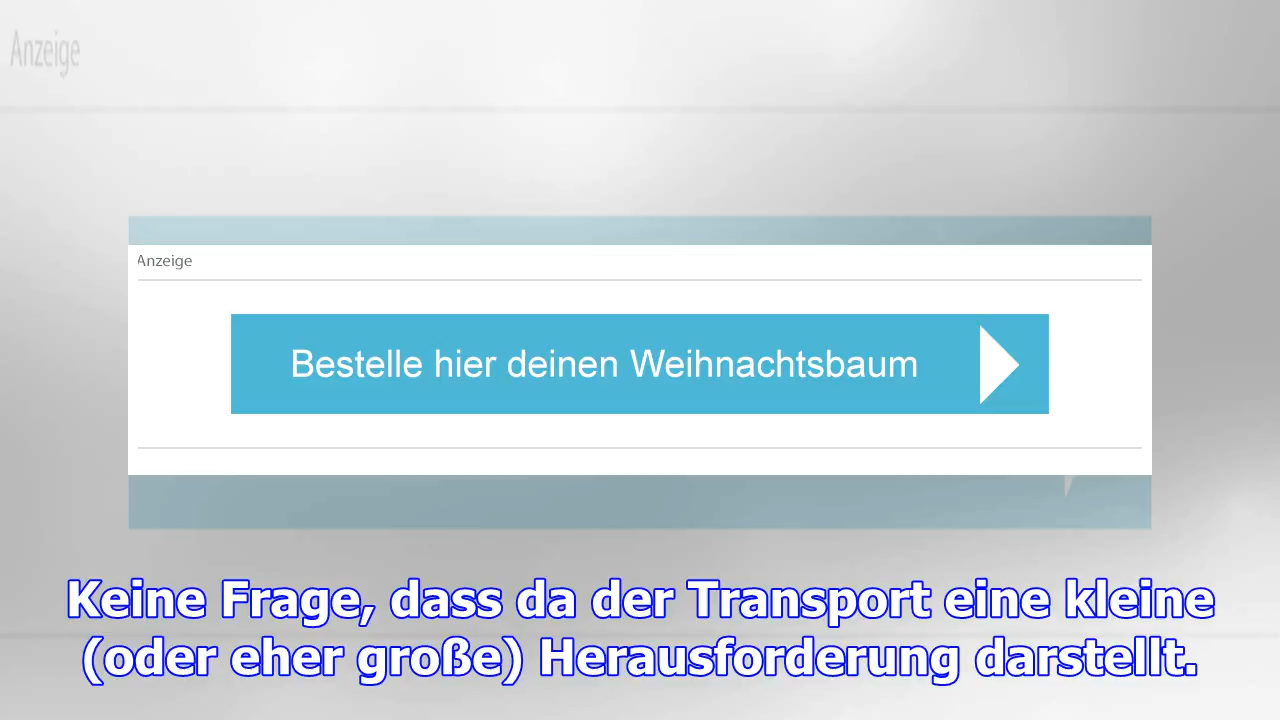 Anzeige
Anzeige
Bestelle hier deinen Weihnachtsbaum
Keine Frage, dass da der Transport eine kleine
(oder eher große) Herausforderung darstellt.